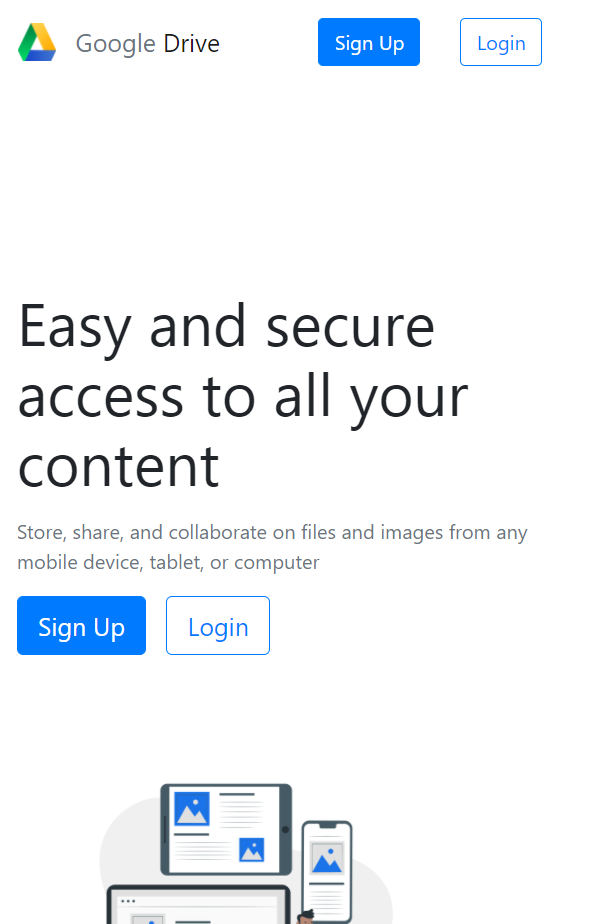 Google Drive
Sign Up
Login
Easy and secure
access to all your
content
Store, share, and collaborate on files and images from any
mobile device, tablet, or computer
Sign Up
Login